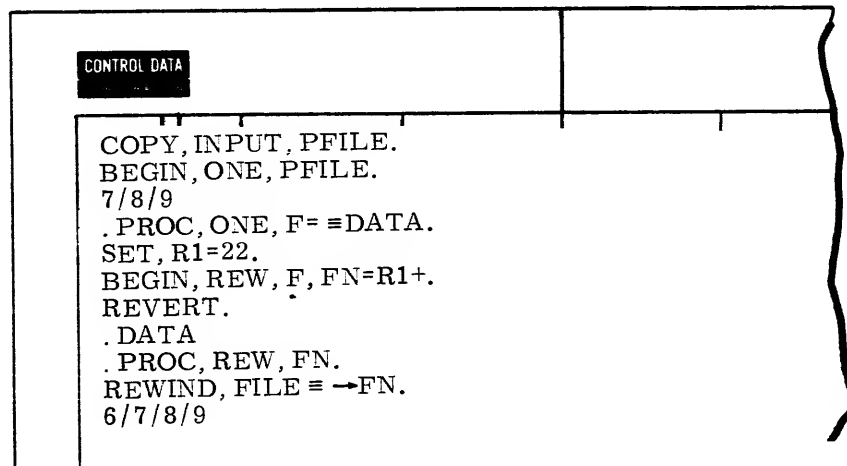 CONTROL DATA
COPY, INPUT, PFILE.
BEGIN, ONE, PFILE.
7/8/9
. PROC, ONE, F= ≡DATA.
SET, R1=22.
BEGIN, REW, F, FN=R1+.
REVERT.
. DATA
. PROC, REW, FN.
REWIND, FILE ≡ →FN.
6/7/8/9